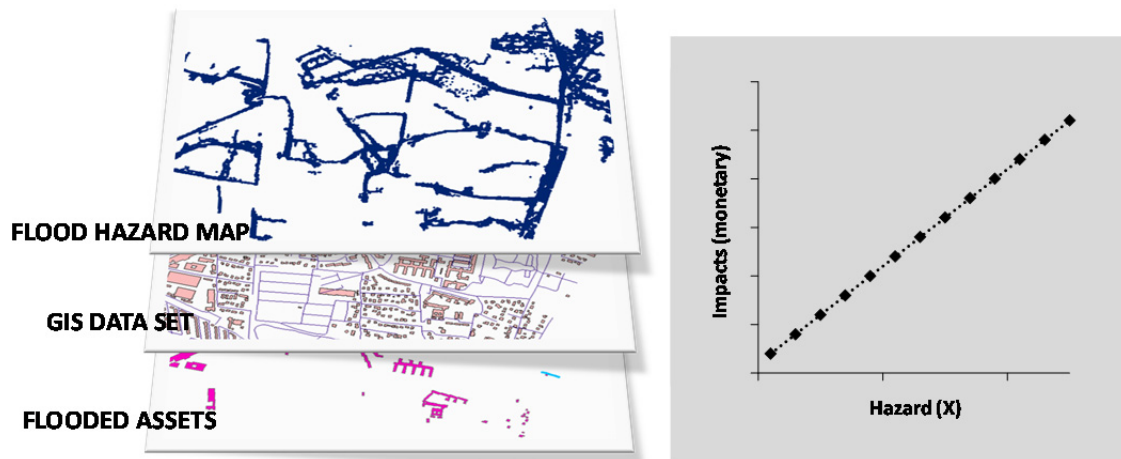 FLOOD HAZARD MAP
GIS DATA SET
FLOODED ASSETS
Impacts (monetary)
Hazard (X)